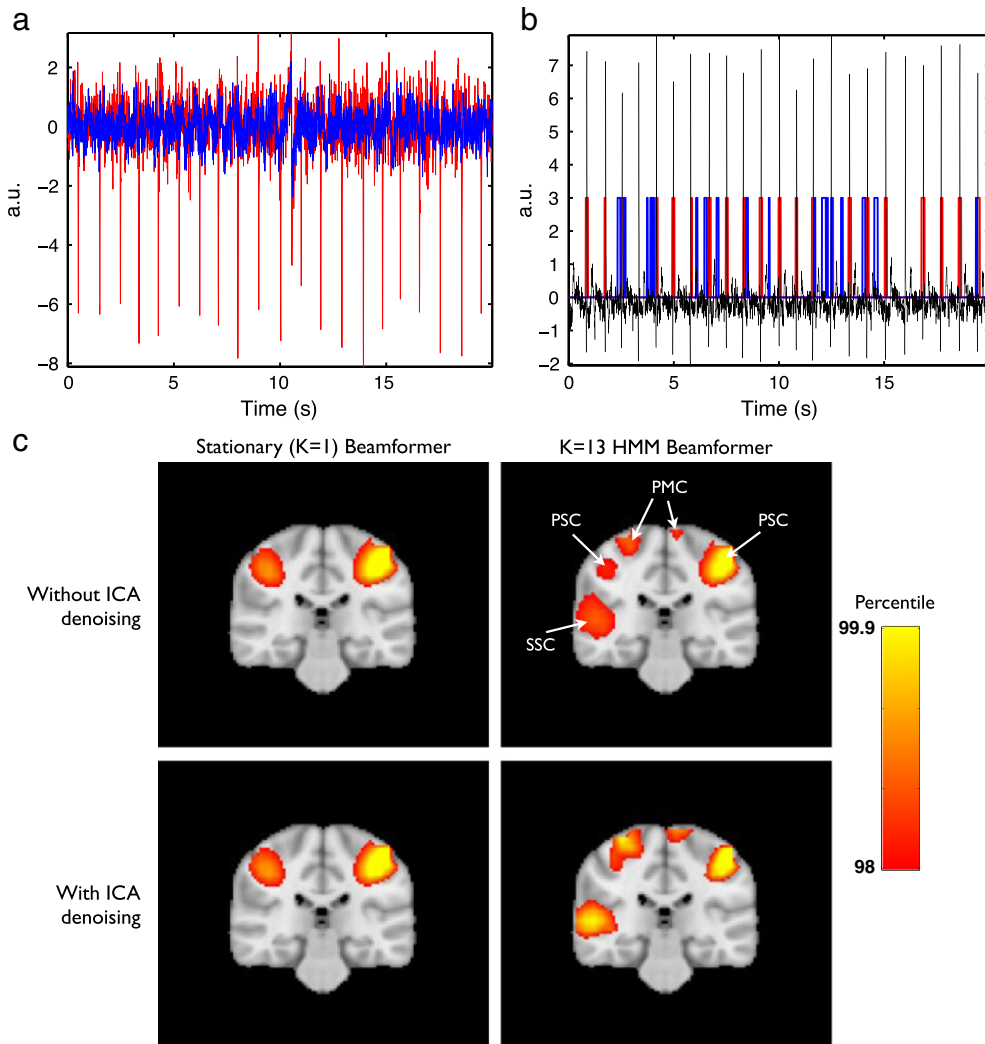 a
2
0
−2
−4
−6
−8
a.u.
0
5
10
15
Time (s)
b
7
6
5
4
3
2
1
0
−1
−2
a.u.
0
5
10
15
Time (s)
c
Stationary (K=1) Beamformer
K=13 HMM Beamformer
Without ICA
denoising
PMC
PSC
PSC
SSC
With ICA
denoising
Percentile
99.9
98